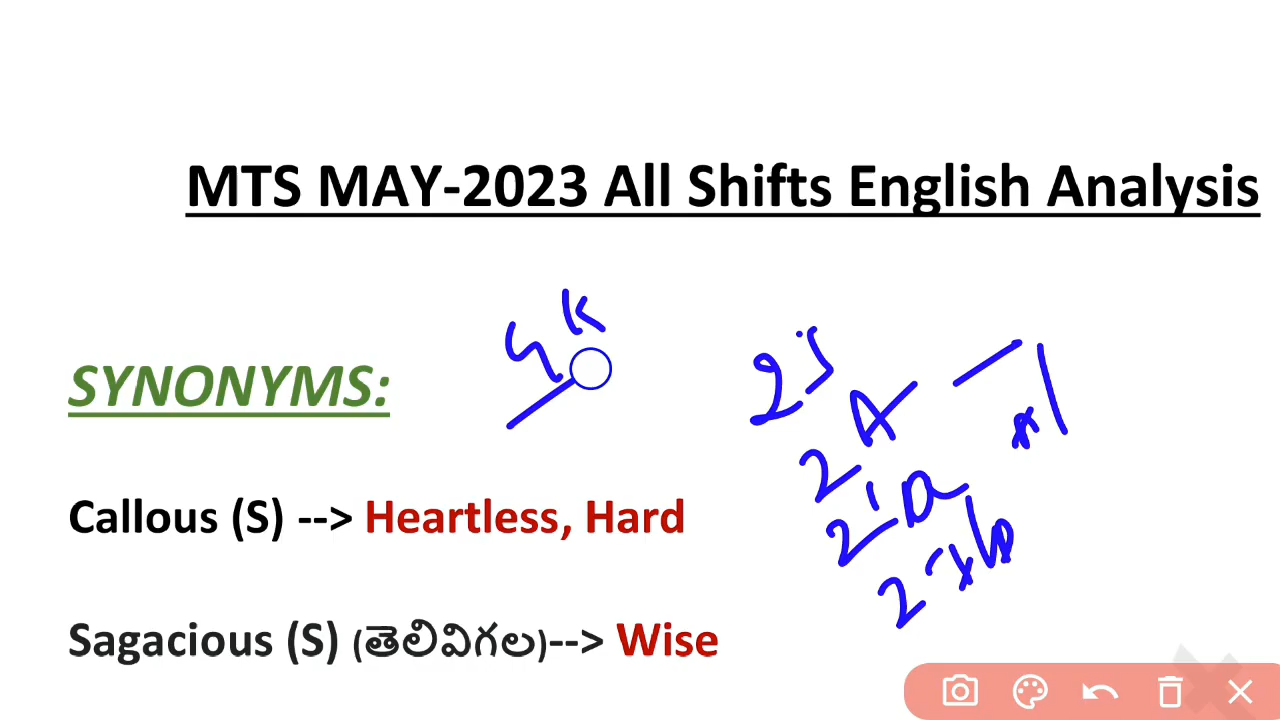 MTS MAY-2023 All Shifts English Analysis
SYNONYMS:
Callous (S) --> Heartless, Hard
Sagacious (S) (తెలివిగల)--> Wise